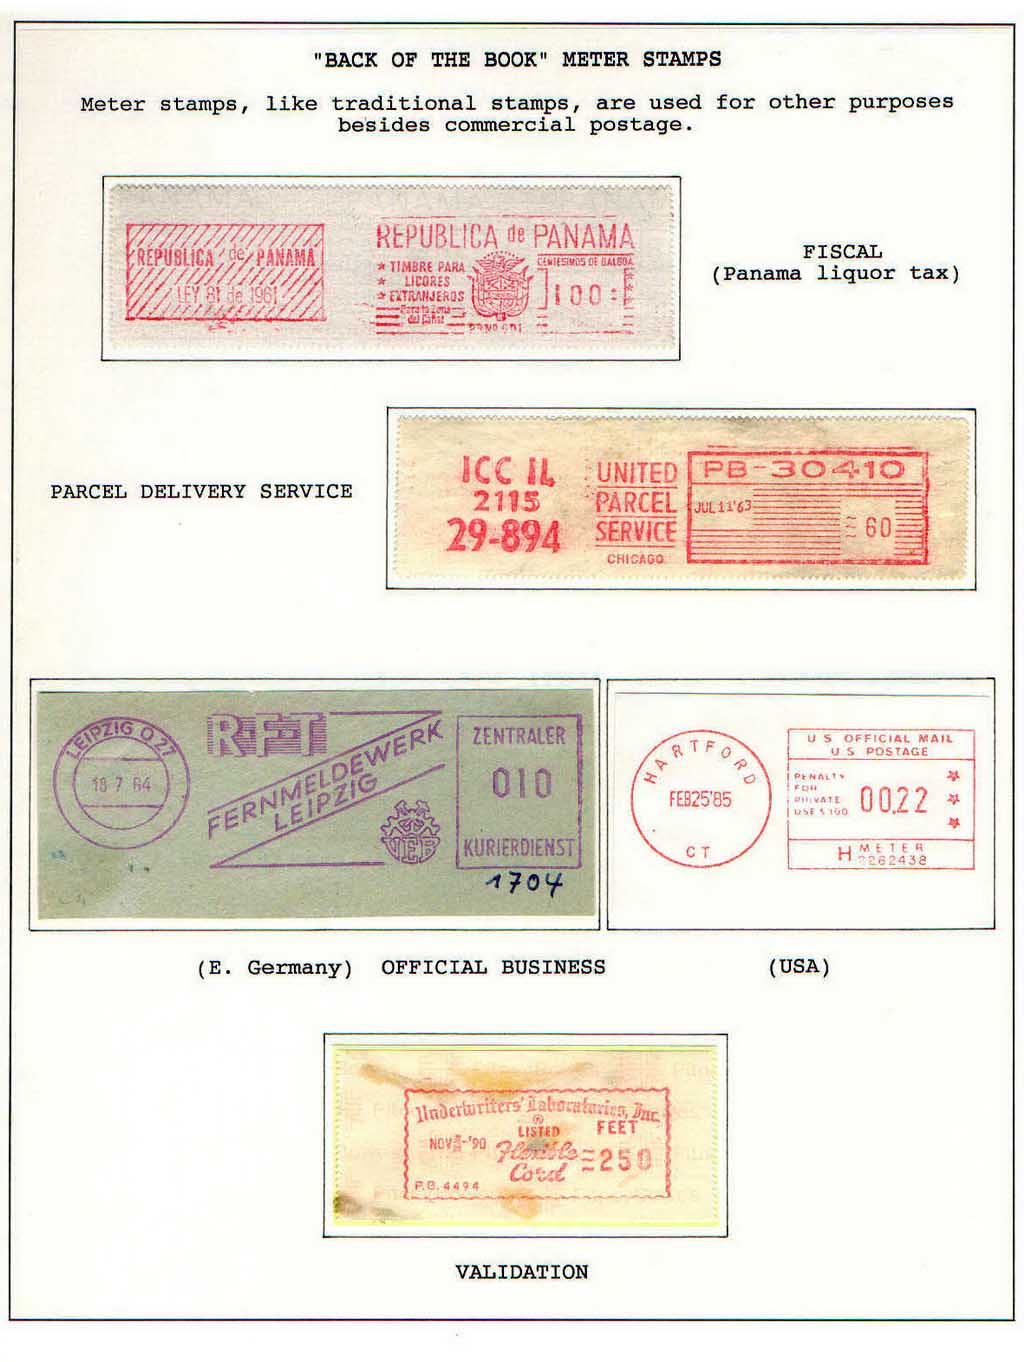 "BACK OF THE BOOK" METER STAMPS
Meter stamps, like traditional stamps, are used for other purposes
besides commercial postage.
REPUBLICA de PANAMA
LEY 81 de 1961
REPUBLICA de PANAMA
* TIMBRE PARA
* LICORES
* EXTRANJEROS
CENTESIMOS DE BALBOA
100
FISCAL
(Panama liquor tax)
PARCEL DELIVERY SERVICE
ICC IL
2115
29-894
UNITED
PARCEL
SERVICE
CHICAGO
PB-30410
JUL 11'63
60
LEIPZIG O 27
18 7 64
RFT
FERNMELDEWERK
LEIPZIG
VEB
ZENTRALER
010
KURIERDIENST
1704
HARTFORD
FEB25'85
CT
U S OFFICIAL MAIL
U S POSTAGE
PENALTY
FOR
PRIVATE
USE $300
00.22
H METER
2262438
(E. Germany) OFFICIAL BUSINESS (USA)
Underwriters' Laboratories, Inc.
LISTED FEET
NOV -'90
Flexible
Cord
250
P.B. 4494
VALIDATION